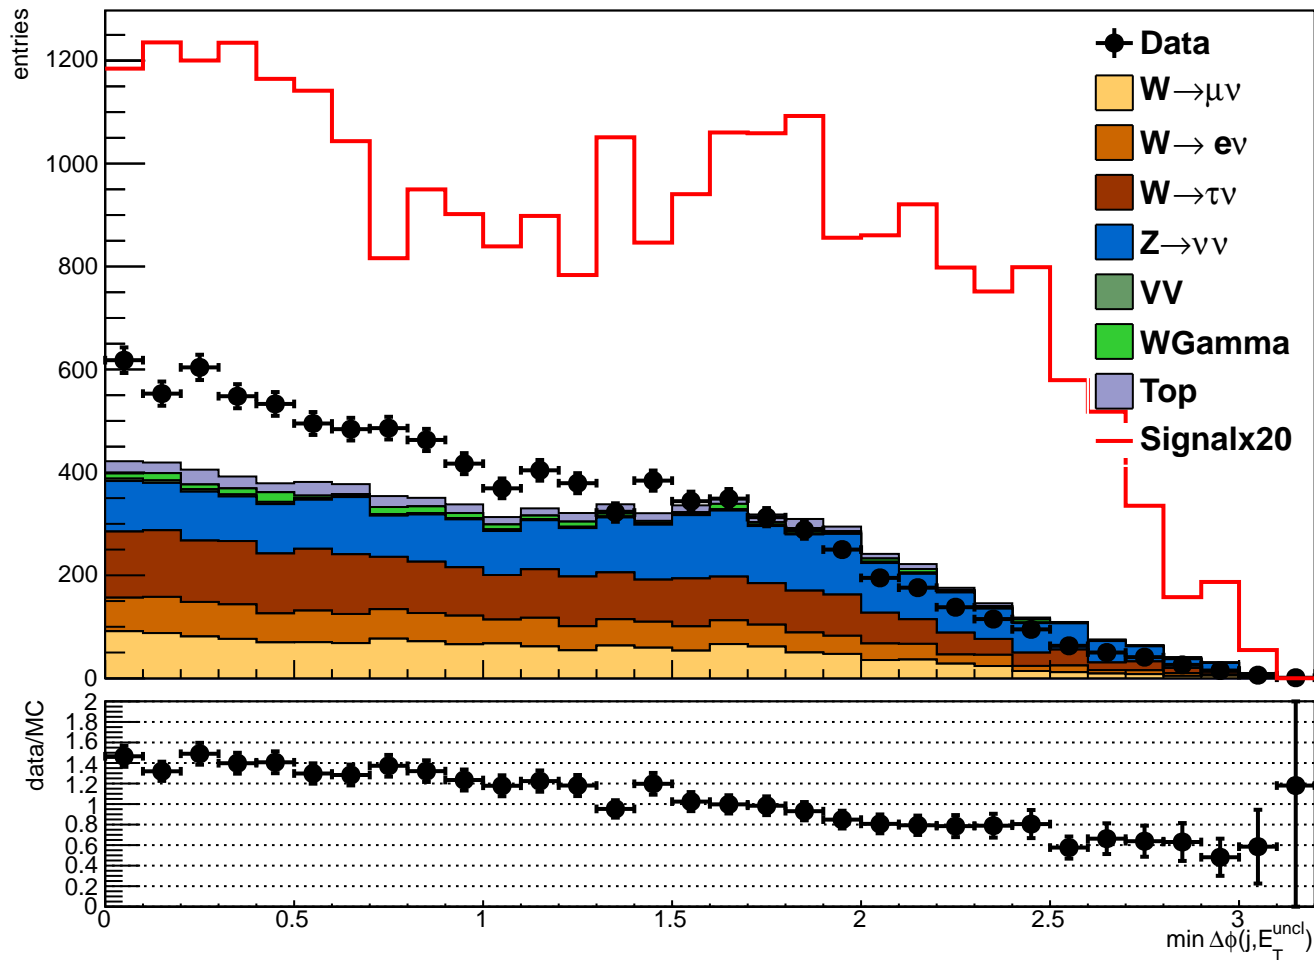 entries
1200
1000
800
600
400
200
0
Data
W→μν
W→ eν
W→τν
Z→νν
VV
WGamma
Top
Signalx20
data/MC
2
1.8
1.6
1.4
1.2
1
0.8
0.6
0.4
0.2
0
0 0.5 1 1.5 2 2.5 3
min Δϕ(j,E_T^uncl)